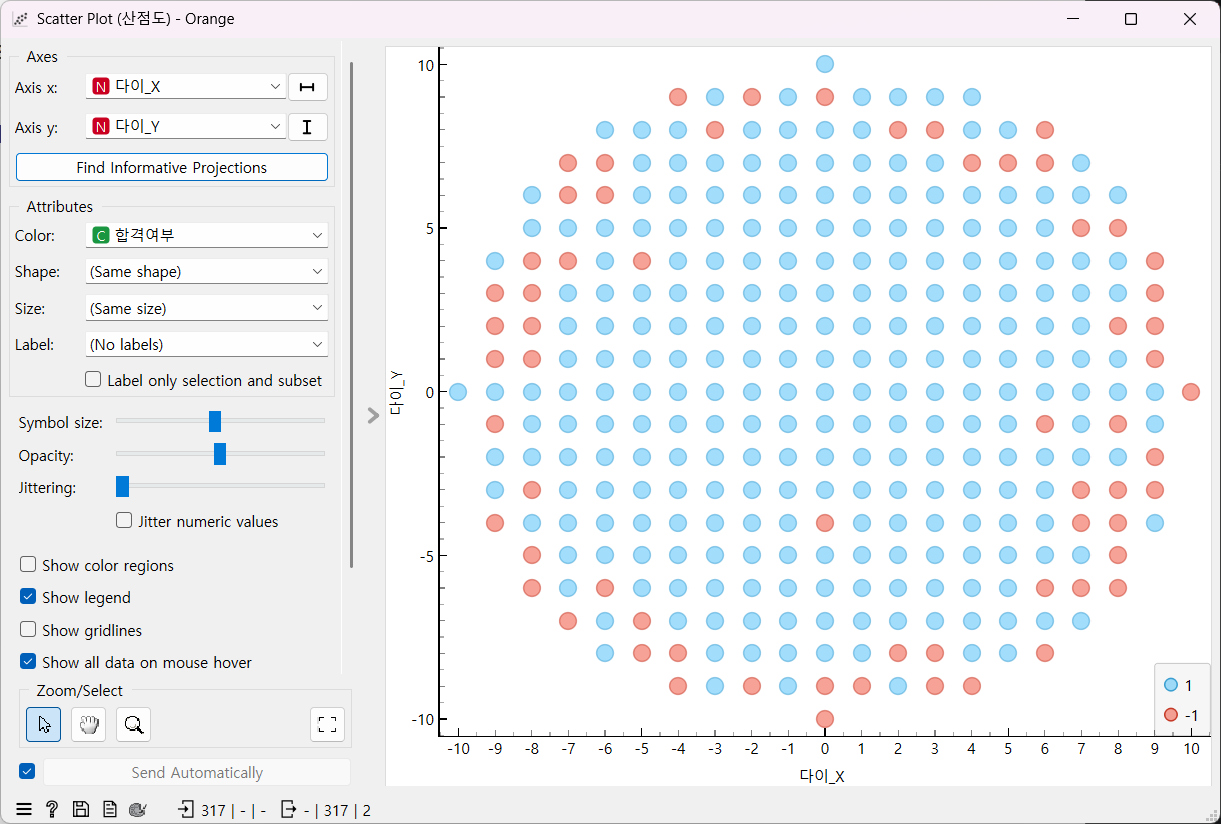 Scatter Plot (산점도) - Orange
Axes
Axis x: N 다이_X
Axis y: N 다이_Y
Find Informative Projections
Attributes
Color: C 합격여부
Shape: (Same shape)
Size: (Same size)
Label: (No labels)
Label only selection and subset
Symbol size:
Opacity:
Jittering:
Jitter numeric values
Show color regions
Show legend
Show gridlines
Show all data on mouse hover
Zoom/Select
Send Automatically
317 | - | - - | 317 | 2
다이_Y
10
5
0
-5
-10
-10 -9 -8 -7 -6 -5 -4 -3 -2 -1 0 1 2 3 4 5 6 7 8 9 10
다이_X
1
-1